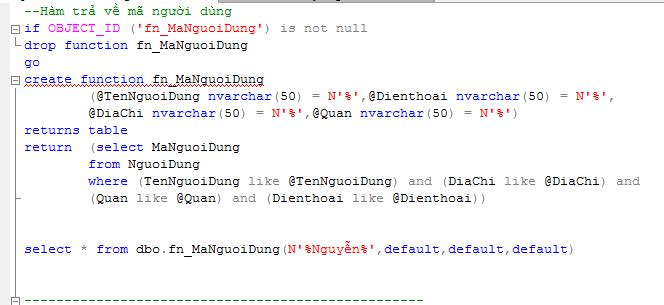 --Hàm trả về mã người dùng
if OBJECT_ID ('fn_MaNguoiDung') is not null
drop function fn_MaNguoiDung
go
create function fn_MaNguoiDung
(@TenNguoiDung nvarchar(50) = N'%',@Dienthoai nvarchar(50) = N'%',
@DiaChi nvarchar(50) = N'%',@Quan nvarchar(50) = N'%')
returns table
return (select MaNguoiDung
from NguoiDung
where (TenNguoiDung like @TenNguoiDung) and (DiaChi like @DiaChi) and
(Quan like @Quan) and (Dienthoai like @Dienthoai))
select * from dbo.fn_MaNguoiDung(N'%Nguyễn%',default,default,default)
--------------------------------------------------